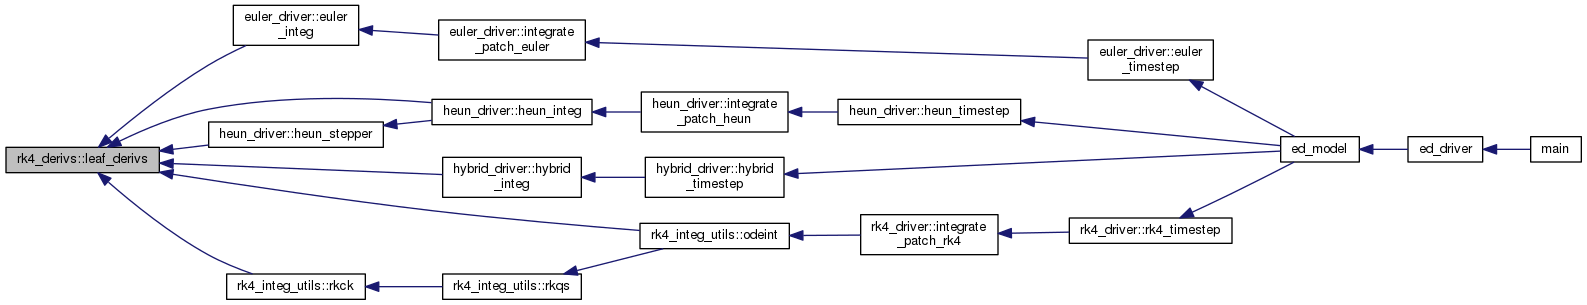 euler_driver::euler
_integ
euler_driver::integrate
_patch_euler
euler_driver::euler
_timestep
heun_driver::heun_integ
heun_driver::integrate
_patch_heun
heun_driver::heun_timestep
heun_driver::heun_stepper
rk4_derivs::leaf_derivs
ed_model
ed_driver
main
hybrid_driver::hybrid
_integ
hybrid_driver::hybrid
_timestep
rk4_integ_utils::odeint
rk4_driver::integrate
_patch_rk4
rk4_driver::rk4_timestep
rk4_integ_utils::rkck
rk4_integ_utils::rkqs